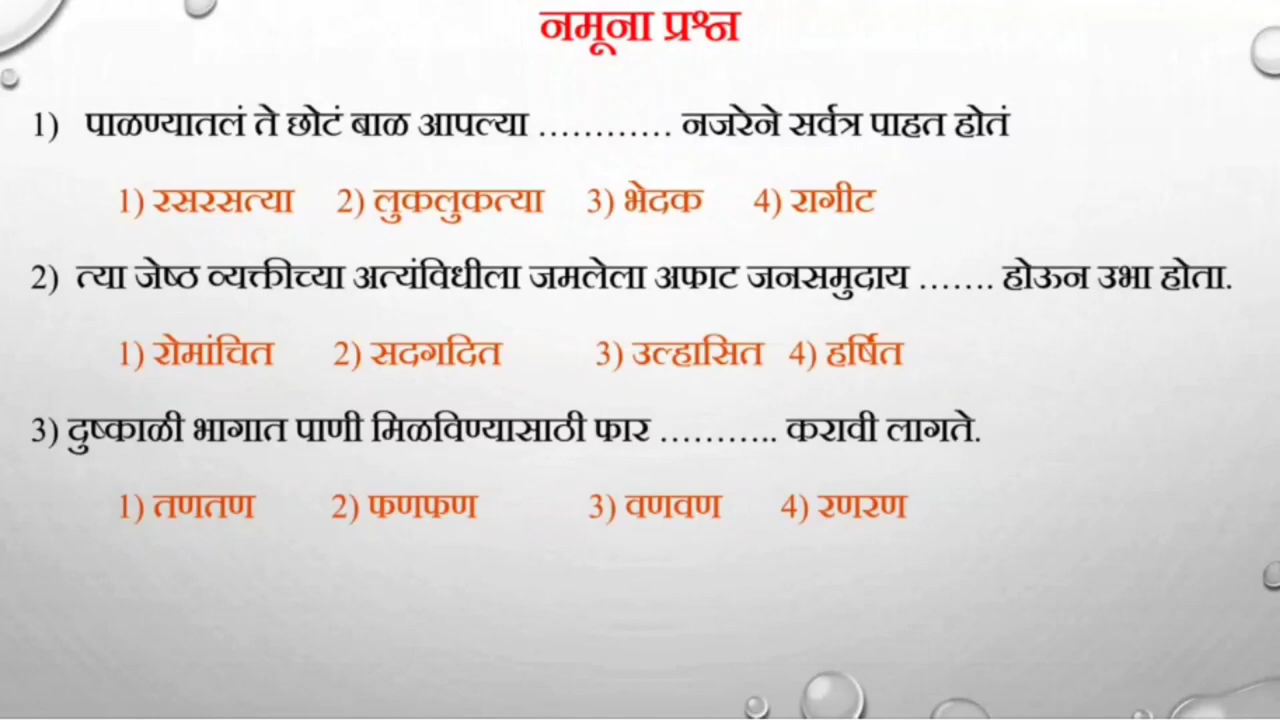 नमूना प्रश्न
1) पाळण्यातलं ते छोटं बाळ आपल्या ………… नजरेने सर्वत्र पाहत होतं
1) रसरसत्या 2) लुकलुकत्या 3) भेदक 4) रागीट
2) त्या जेष्ठ व्यक्तीच्या अत्यंविधीला जमलेला अफाट जनसमुदाय ……. होऊन उभा होता.
1) रोमांचित 2) सदगदित 3) उल्हासित 4) हर्षित
3) दुष्काळी भागात पाणी मिळविण्यासाठी फार ……….. करावी लागते.
1) तणतण 2) फणफण 3) वणवण 4) रणरण